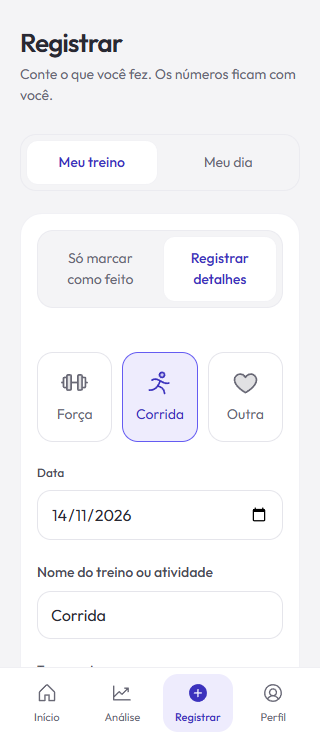 Registrar
Conte o que você fez. Os números ficam com
você.
Meu treino
Meu dia
Só marcar
como feito
Registrar
detalhes
Força
Corrida
Outra
Data
14/11/2026
Nome do treino ou atividade
Corrida
Início
Análise
Registrar
Perfil